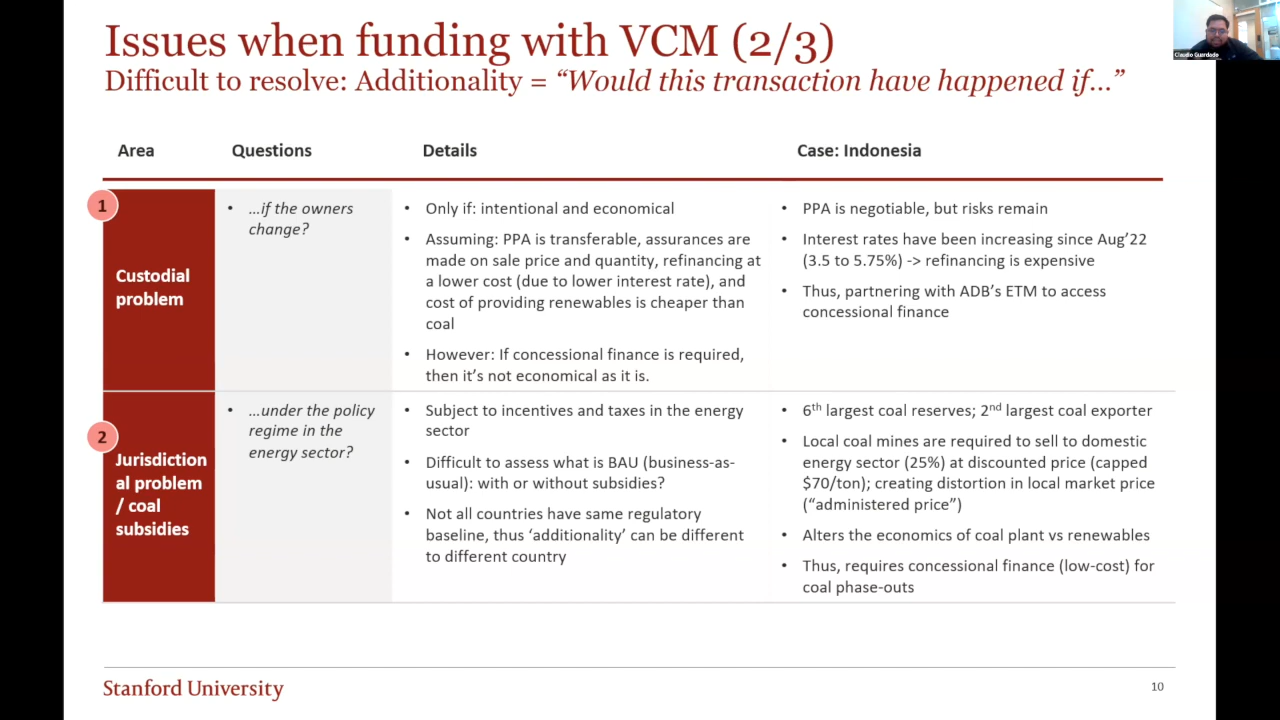 Issues when funding with VCM (2/3)
Difficult to resolve: Additionality = “Would this transaction have happened if...”
Area
Questions
Details
Case: Indonesia
1
Custodial
problem
• ...if the owners
change?
• Only if: intentional and economical
• Assuming: PPA is transferable, assurances are
made on sale price and quantity, refinancing at
a lower cost (due to lower interest rate), and
cost of providing renewables is cheaper than
coal
• However: If concessional finance is required,
then it’s not economical as it is.
• PPA is negotiable, but risks remain
• Interest rates have been increasing since Aug’22
(3.5 to 5.75%) -> refinancing is expensive
• Thus, partnering with ADB’s ETM to access
concessional finance
2
Jurisdiction
al problem
/ coal
subsidies
• ...under the policy
regime in the
energy sector?
• Subject to incentives and taxes in the energy
sector
• Difficult to assess what is BAU (business-as-
usual): with or without subsidies?
• Not all countries have same regulatory
baseline, thus ‘additionality’ can be different
to different country
• 6th largest coal reserves; 2nd largest coal exporter
• Local coal mines are required to sell to domestic
energy sector (25%) at discounted price (capped
$70/ton); creating distortion in local market price
(“administered price”)
• Alters the economics of coal plant vs renewables
• Thus, requires concessional finance (low-cost) for
coal phase-outs
Stanford University
10
Claudio Guerdado